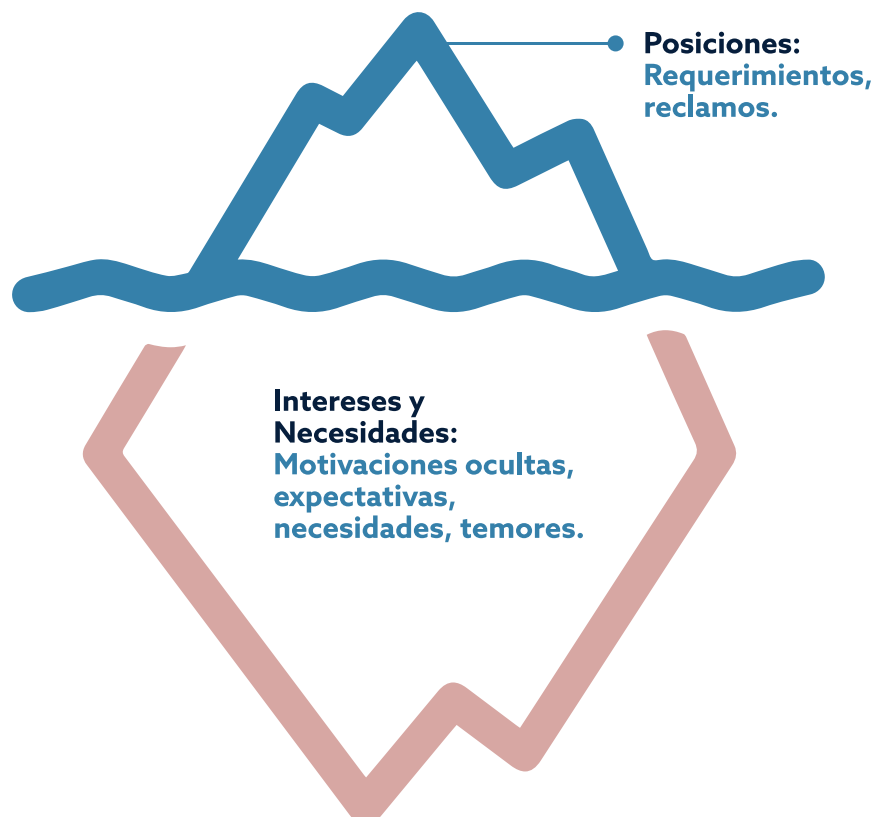 Posiciones:
Requerimientos,
reclamos.
Intereses y
Necesidades:
Motivaciones ocultas,
expectativas,
necesidades, temores.